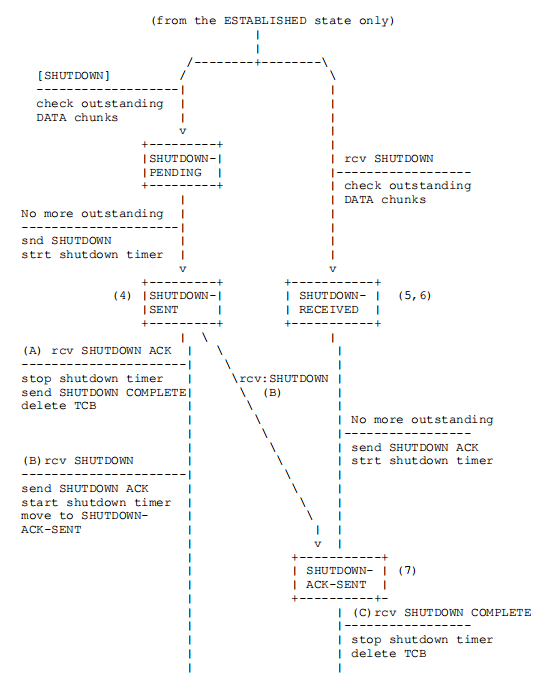 (from the ESTABLISHED state only)
[SHUTDOWN]
check outstanding
DATA chunks
SHUTDOWN-
PENDING
rcv SHUTDOWN
check outstanding
DATA chunks
No more outstanding
snd SHUTDOWN
strt shutdown timer
(4) SHUTDOWN-
SENT
SHUTDOWN- (5,6)
RECEIVED
(A) rcv SHUTDOWN ACK
stop shutdown timer
send SHUTDOWN COMPLETE
delete TCB
rcv:SHUTDOWN
(B)
No more outstanding
send SHUTDOWN ACK
strt shutdown timer
(B)rcv SHUTDOWN
send SHUTDOWN ACK
start shutdown timer
move to SHUTDOWN-
ACK-SENT
SHUTDOWN- (7)
ACK-SENT
(C)rcv SHUTDOWN COMPLETE
stop shutdown timer
delete TCB